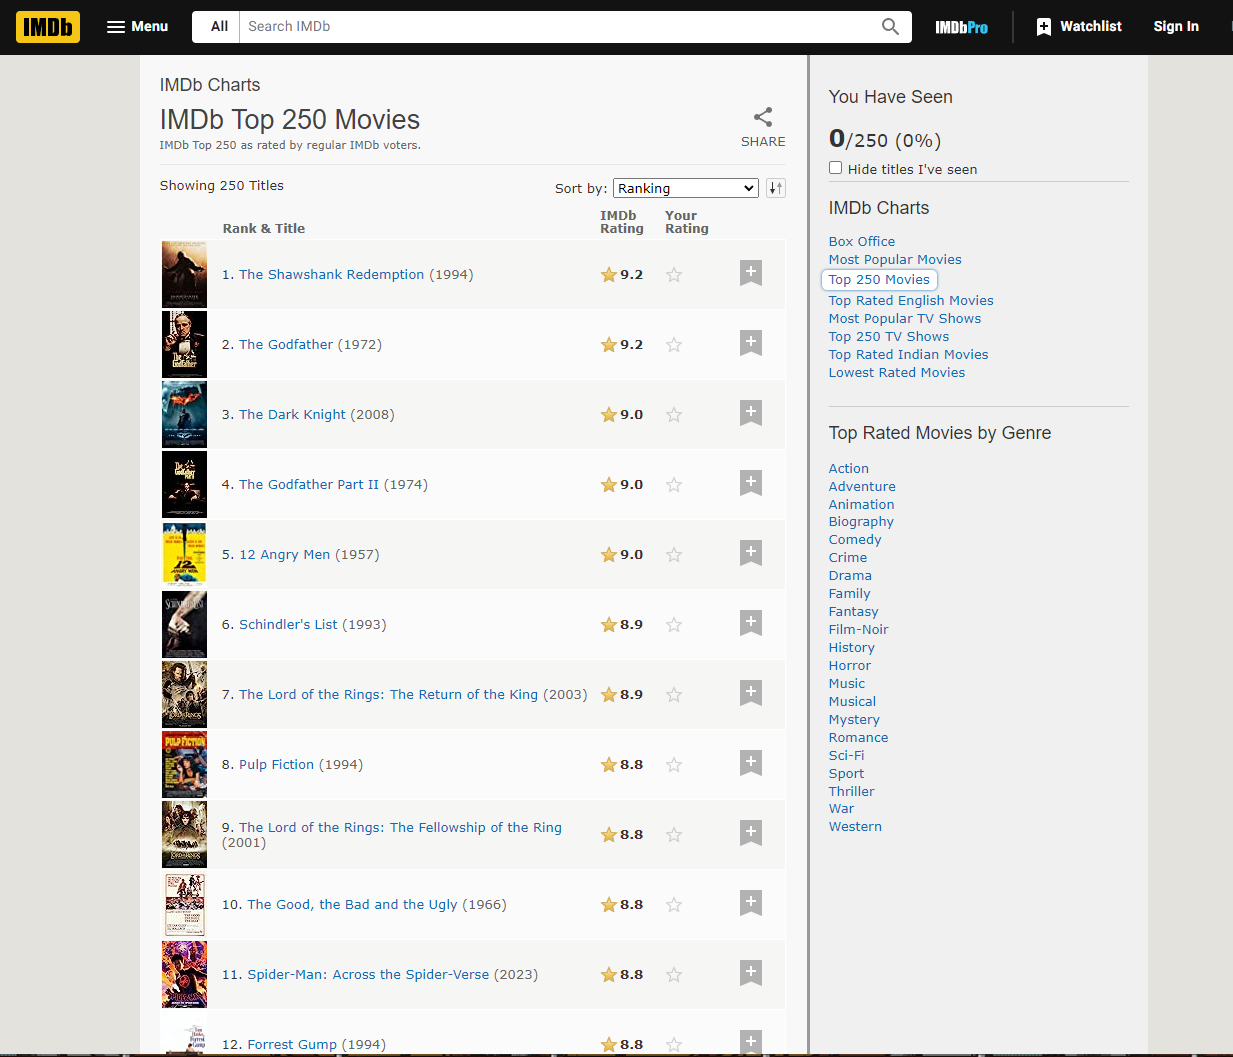 IMDb
Menu
All
Search IMDb
IMDbPro
Watchlist
Sign In
IMDb Charts
IMDb Top 250 Movies
IMDb Top 250 as rated by regular IMDb voters.
SHARE
Showing 250 Titles
Sort by: Ranking
Rank & Title
IMDb Rating
Your Rating
1. The Shawshank Redemption (1994) 9.2
2. The Godfather (1972) 9.2
3. The Dark Knight (2008) 9.0
4. The Godfather Part II (1974) 9.0
5. 12 Angry Men (1957) 9.0
6. Schindler's List (1993) 8.9
7. The Lord of the Rings: The Return of the King (2003) 8.9
8. Pulp Fiction (1994) 8.8
9. The Lord of the Rings: The Fellowship of the Ring
(2001) 8.8
10. The Good, the Bad and the Ugly (1966) 8.8
11. Spider-Man: Across the Spider-Verse (2023) 8.8
12. Forrest Gump (1994) 8.8
You Have Seen
0/250 (0%)
Hide titles I've seen
IMDb Charts
Box Office
Most Popular Movies
Top 250 Movies
Top Rated English Movies
Most Popular TV Shows
Top 250 TV Shows
Top Rated Indian Movies
Lowest Rated Movies
Top Rated Movies by Genre
Action
Adventure
Animation
Biography
Comedy
Crime
Drama
Family
Fantasy
Film-Noir
History
Horror
Music
Musical
Mystery
Romance
Sci-Fi
Sport
Thriller
War
Western